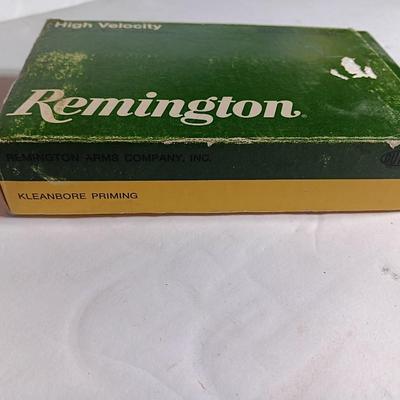 High Velocity
Remington®
REMINGTON ARMS COMPANY, INC.
KLEANBORE PRIMING